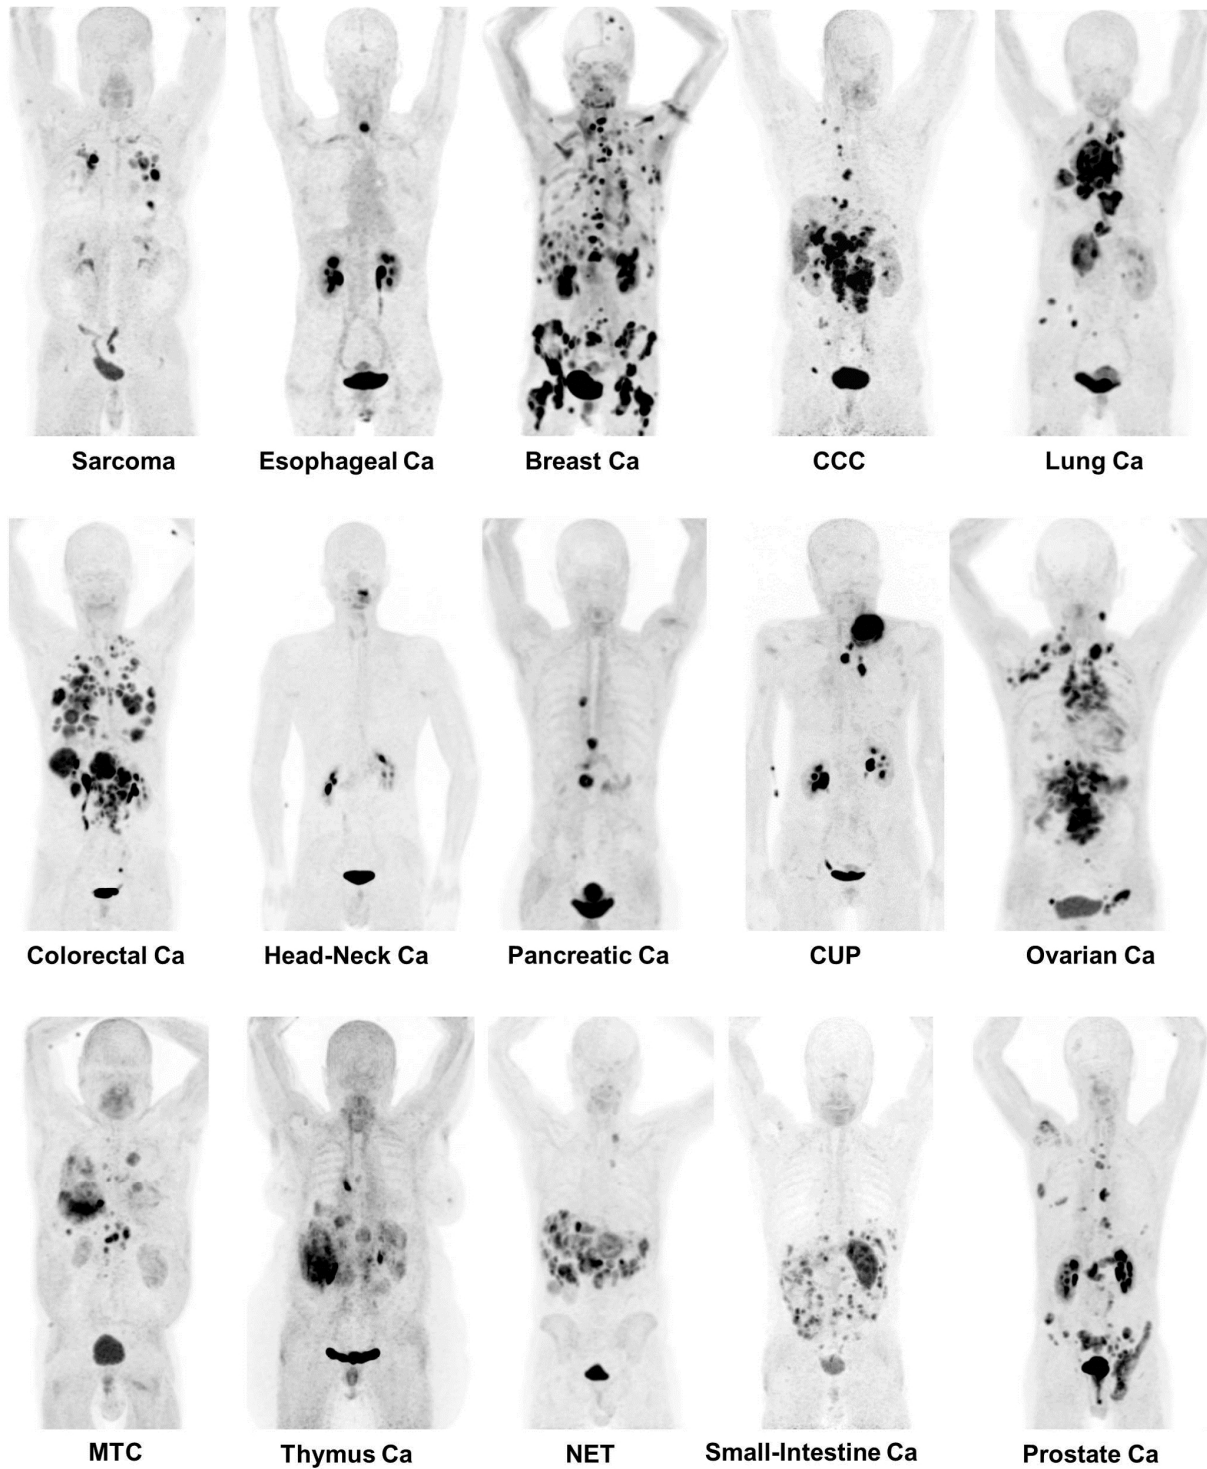 Sarcoma
Esophageal Ca
Breast Ca
CCC
Lung Ca
Colorectal Ca
Head-Neck Ca
Pancreatic Ca
CUP
Ovarian Ca
MTC
Thymus Ca
NET
Small-Intestine Ca
Prostate Ca